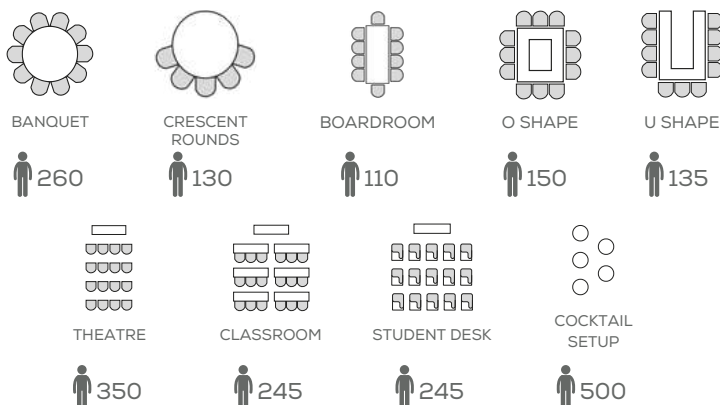 BANQUET
CRESCENT
ROUNDS
BOARDROOM
O SHAPE
U SHAPE
260
130
110
150
135
THEATRE
CLASSROOM
STUDENT DESK
COCKTAIL
SETUP
350
245
245
500